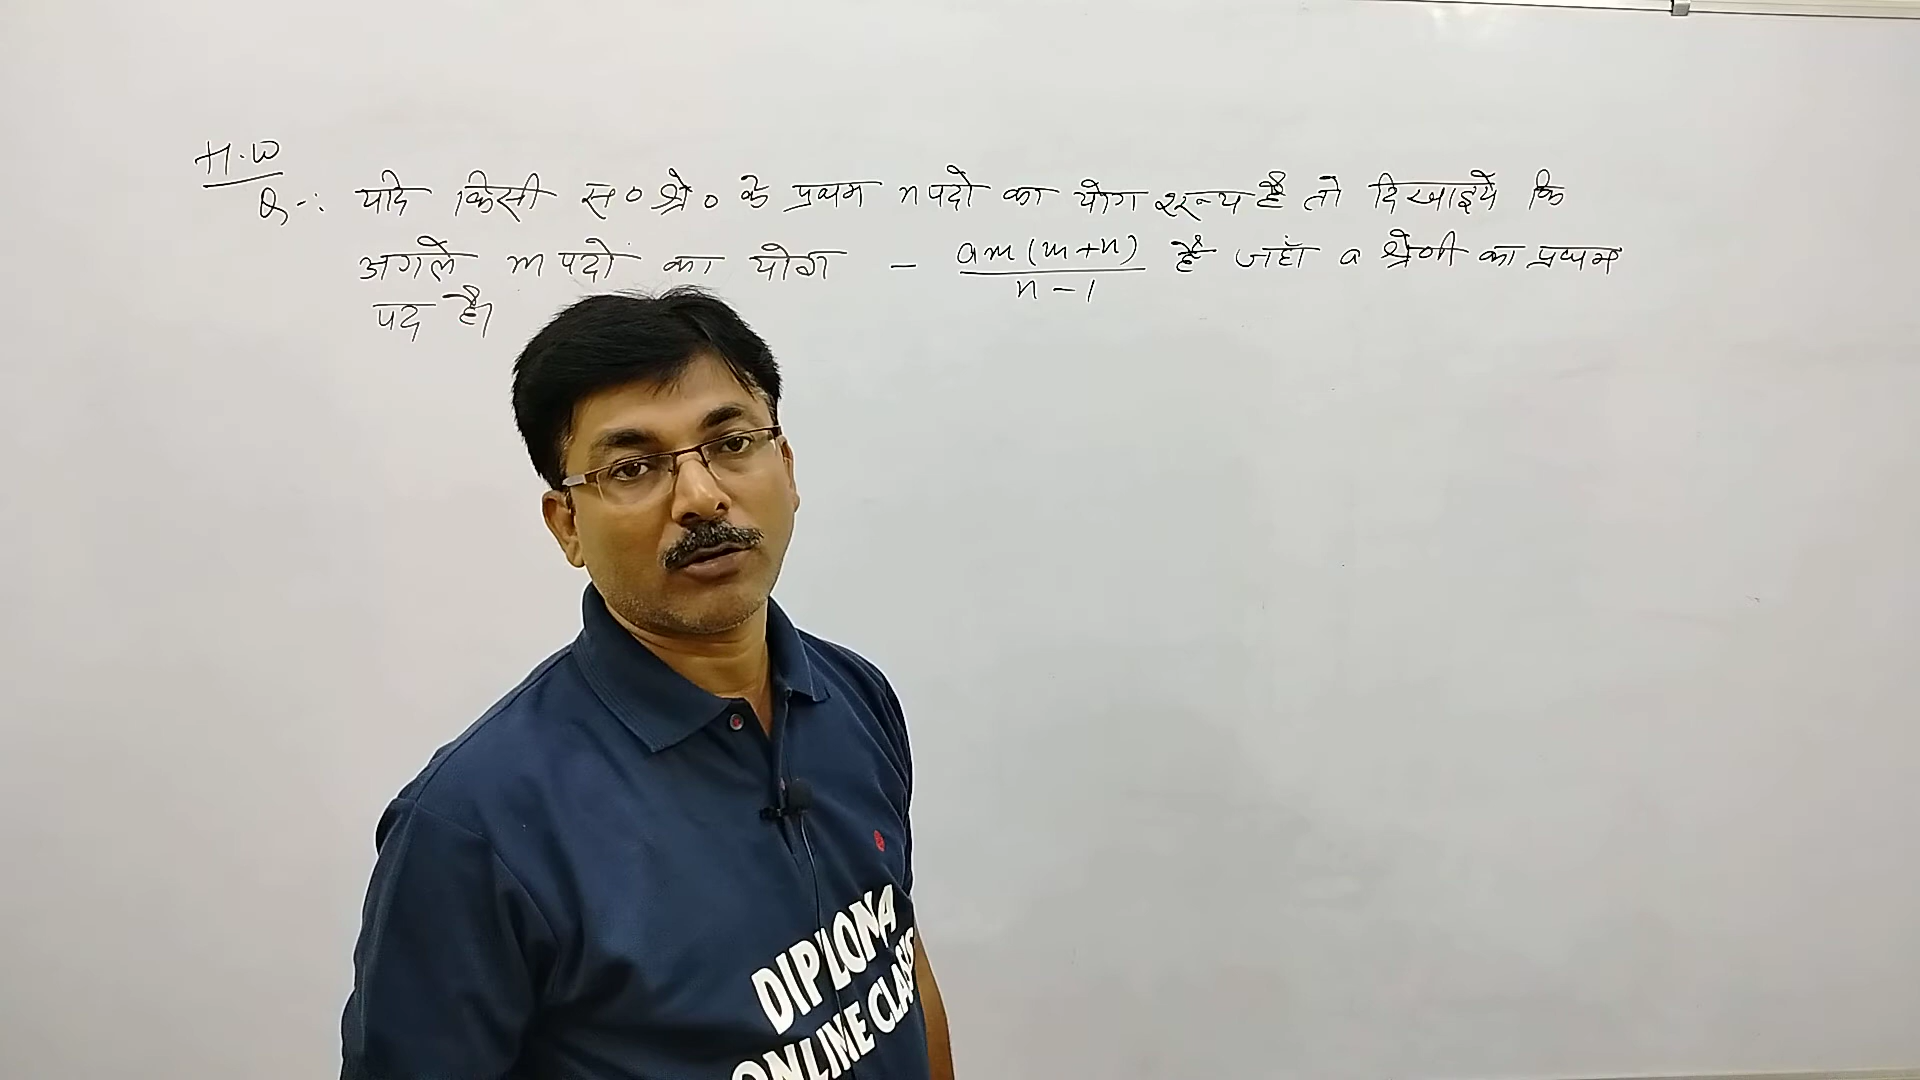 H.W
Q-: यदि किसी स० श्रे० के प्रथम n पदो का योग शून्य है तो दिखाइये कि
अगले m पदो का योग - am(m+n)/n-1 है जहाँ a श्रेणी का प्रथम
पद है।
DIPLOMA
ONLINE CLASS